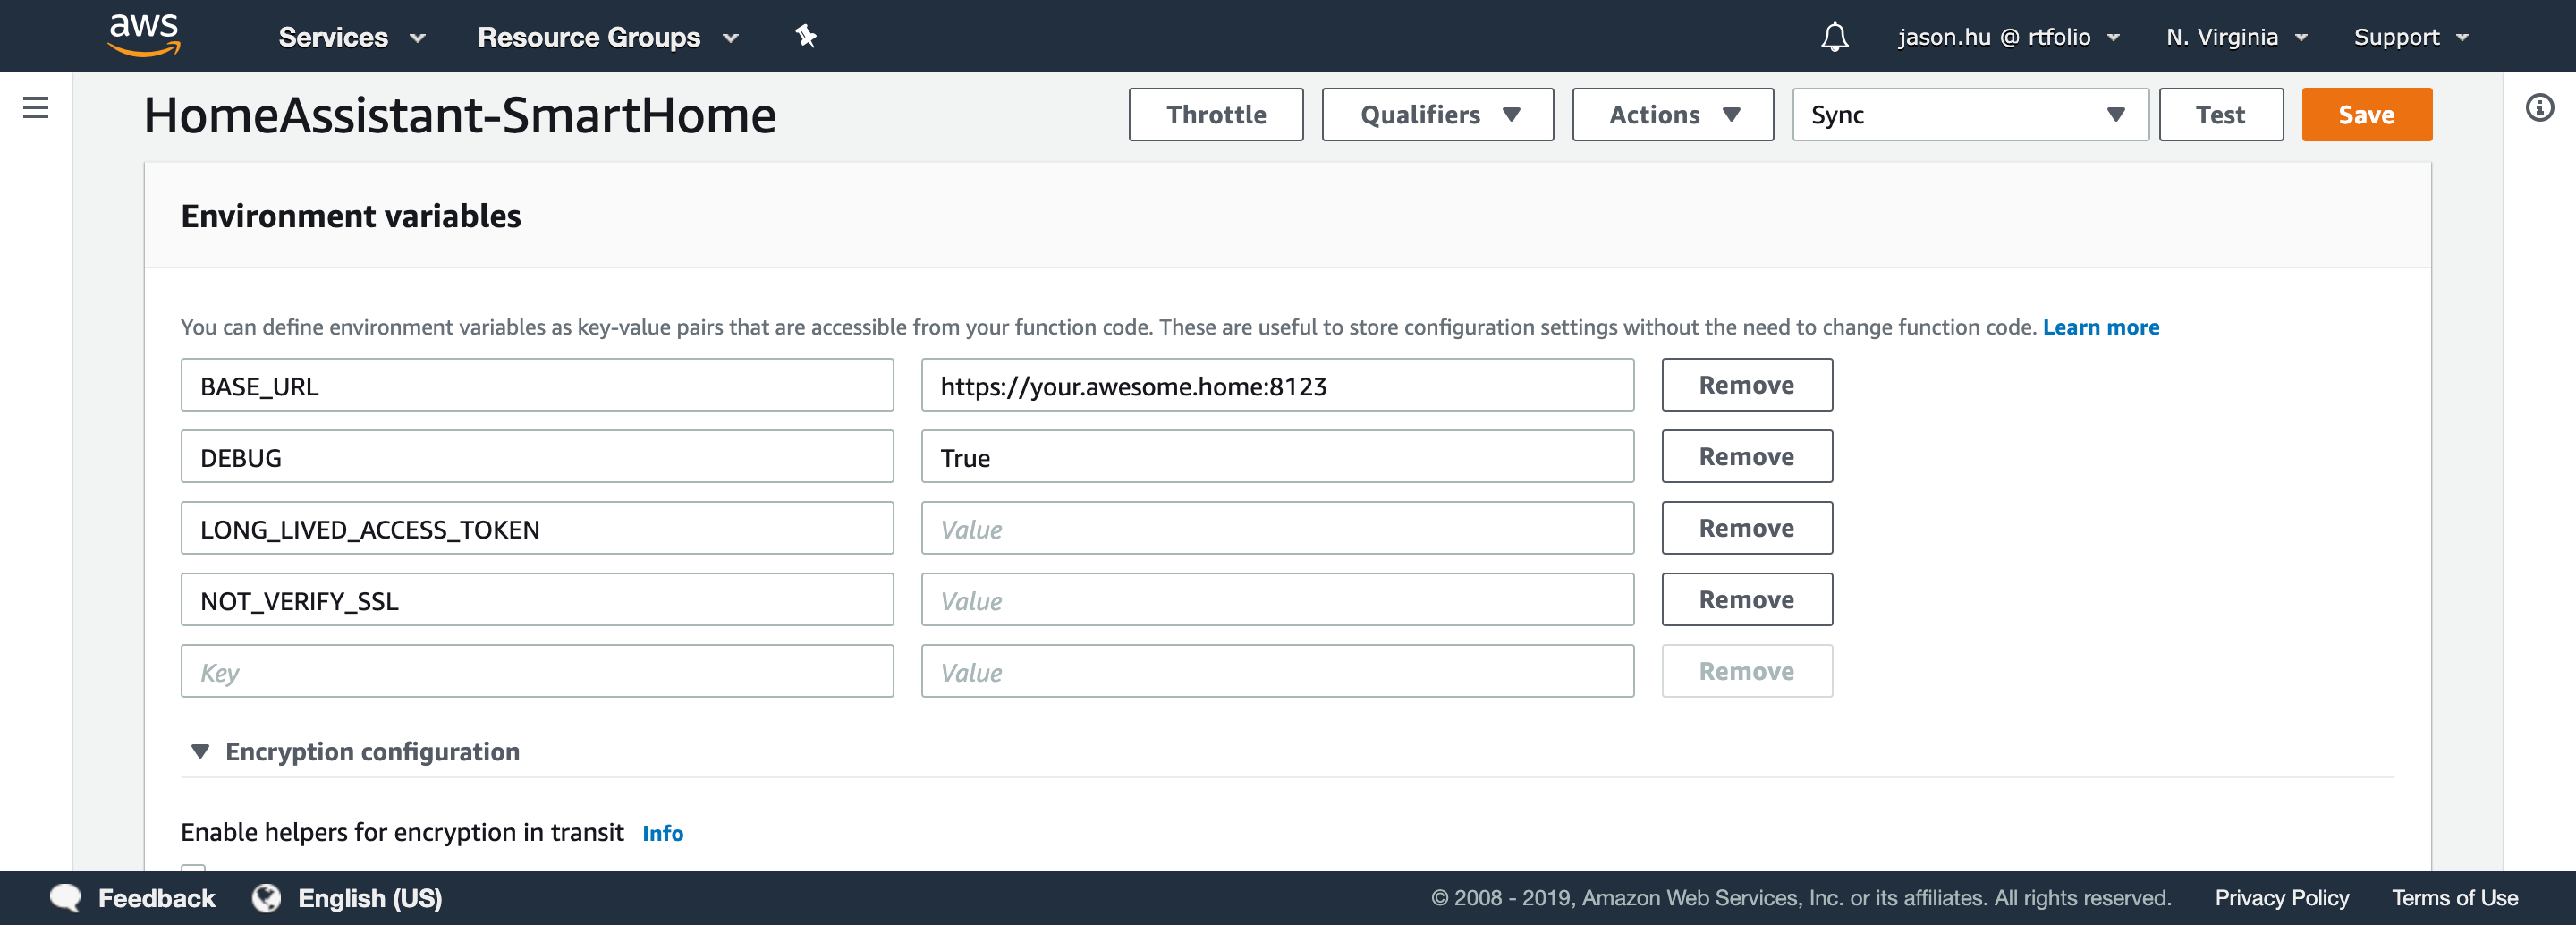 aws Services Resource Groups jason.hu @ rtfolio N. Virginia Support
HomeAssistant-SmartHome Throttle Qualifiers Actions Sync Test Save
Environment variables
You can define environment variables as key-value pairs that are accessible from your function code. These are useful to store configuration settings without the need to change function code. Learn more
BASE_URL https://your.awesome.home:8123 Remove
DEBUG True Remove
LONG_LIVED_ACCESS_TOKEN Value Remove
NOT_VERIFY_SSL Value Remove
Key Value Remove
Encryption configuration
Enable helpers for encryption in transit Info
Feedback English (US) © 2008 - 2019, Amazon Web Services, Inc. or its affiliates. All rights reserved. Privacy Policy Terms of Use